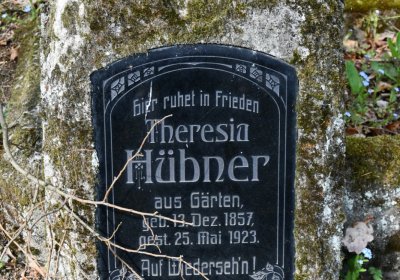 Hier ruhet in Frieden
Theresia
Hübner
aus Gärten,
geb. 13. Dez. 1857,
gest. 25. Mai 1923.
Auf Wiederseh'n!